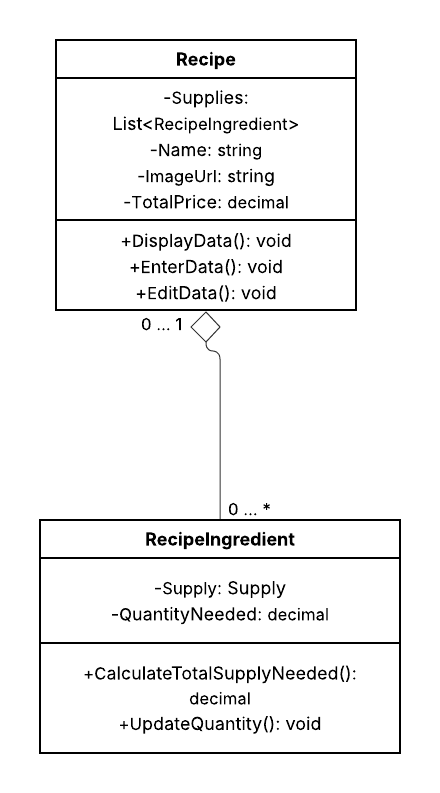 Recipe
-Supplies:
List<RecipeIngredient>
-Name: string
-ImageUrl: string
-TotalPrice: decimal
+DisplayData(): void
+EnterData(): void
+EditData(): void
0 ... 1
0 ... *
RecipeIngredient
-Supply: Supply
-QuantityNeeded: decimal
+CalculateTotalSupplyNeeded():
decimal
+UpdateQuantity(): void